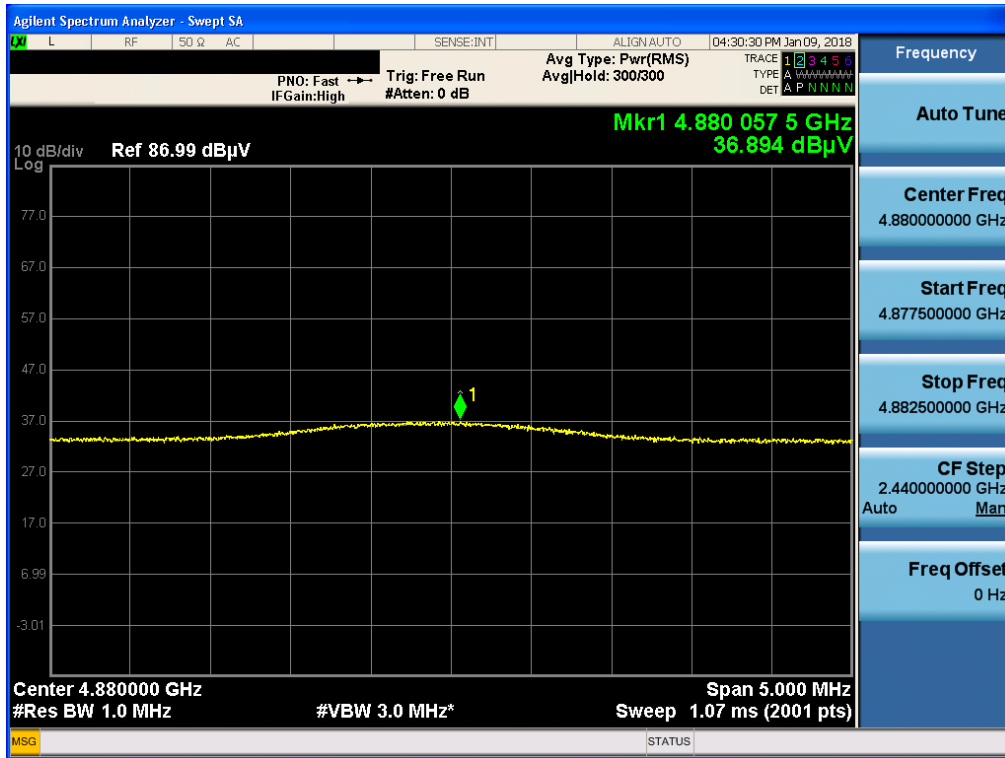 Agilent Spectrum Analyzer - Swept SA
LXI L RF 50 Ω AC SENSE:INT ALIGN AUTO 04:30:30 PM Jan 09, 2018
PNO: Fast
IFGain:High
Trig: Free Run
#Atten: 0 dB
Avg Type: Pwr(RMS)
Avg|Hold: 300/300
TRACE 1 2 3 4 5 6
TYPE A WWWWW
DET A P N N N N
Mkr1 4.880 057 5 GHz
36.894 dBµV
10 dB/div Ref 86.99 dBµV
Log
77.0
67.0
57.0
47.0
37.0
27.0
17.0
6.99
-3.01
1
Center 4.880000 GHz Span 5.000 MHz
#Res BW 1.0 MHz #VBW 3.0 MHz* Sweep 1.07 ms (2001 pts)
MSG STATUS
Frequency
Auto Tune
Center Freq
4.880000000 GHz
Start Freq
4.877500000 GHz
Stop Freq
4.882500000 GHz
CF Step
2.440000000 GHz
Auto Man
Freq Offset
0 Hz